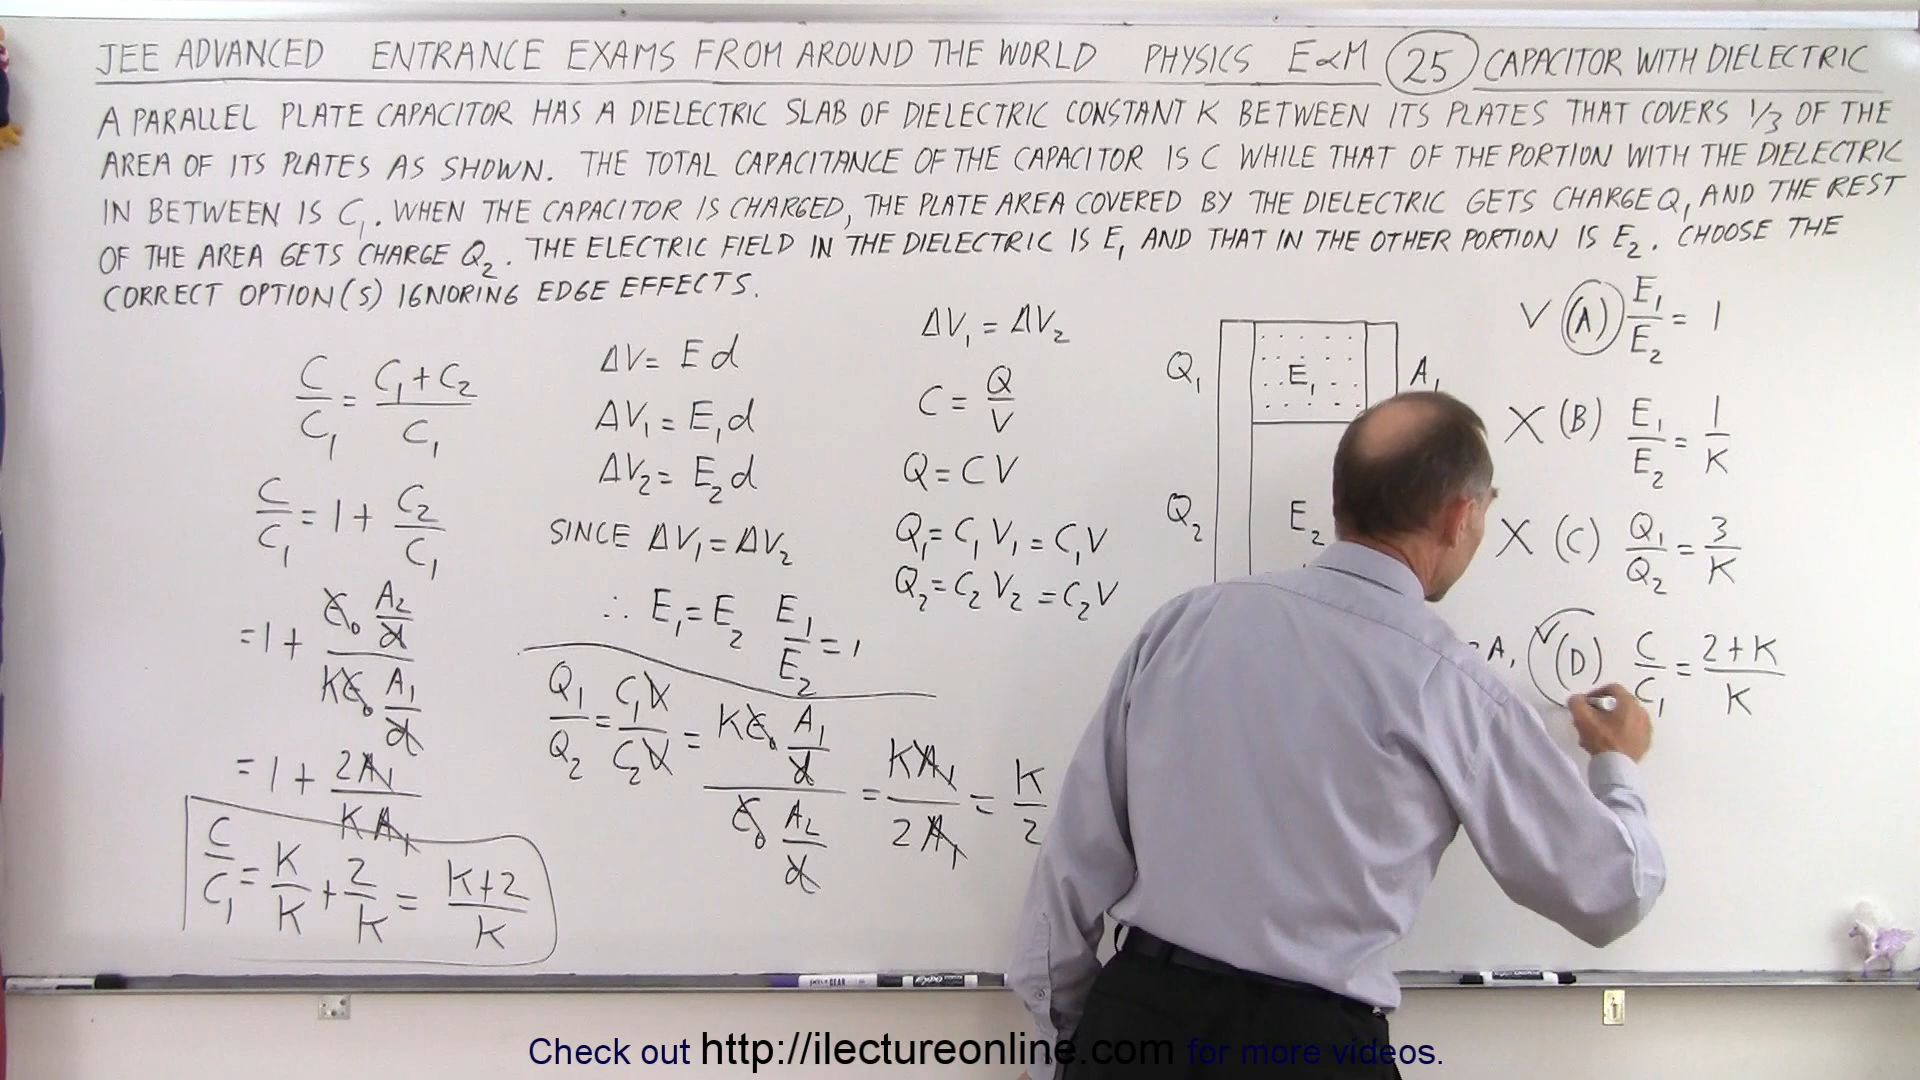 JEE ADVANCED ENTRANCE EXAMS FROM AROUND THE WORLD PHYSICS E&M 25 CAPACITOR WITH DIELECTRIC
A PARALLEL PLATE CAPACITOR HAS A DIELECTRIC SLAB OF DIELECTRIC CONSTANT K BETWEEN ITS PLATES THAT COVERS 1/3 OF THE
AREA OF ITS PLATES AS SHOWN. THE TOTAL CAPACITANCE OF THE CAPACITOR IS C WHILE THAT OF THE PORTION WITH THE DIELECTRIC
IN BETWEEN IS C₁. WHEN THE CAPACITOR IS CHARGED, THE PLATE AREA COVERED BY THE DIELECTRIC GETS CHARGE Q₁ AND THE REST
OF THE AREA GETS CHARGE Q₂. THE ELECTRIC FIELD IN THE DIELECTRIC IS E₁ AND THAT IN THE OTHER PORTION IS E₂. CHOOSE THE
CORRECT OPTION(S) IGNORING EDGE EFFECTS.
C/C₁ = (C₁+C₂)/C₁
C/C₁ = 1 + C₂/C₁
= 1 + (ε₀ A₂/d)/(Kε₀ A₁/d)
= 1 + 2A₁/KA₁
C/C₁ = K/K + 2/K = (K+2)/K
ΔV = Ed
ΔV₁ = E₁d
ΔV₂ = E₂d
SINCE ΔV₁ = ΔV₂
∴ E₁ = E₂ E₁/E₂ = 1
Q₁/Q₂ = C₁V/C₂V = (Kε₀ A₁/d)/(ε₀ A₂/d) = KA₁/2A₁ = K/2
ΔV₁ = ΔV₂
C = Q/V
Q = CV
Q₁ = C₁V₁ = C₁V
Q₂ = C₂V₂ = C₂V
Q₁ E₁ A₁
Q₂ E₂
A₁
√ (A) E₁/E₂ = 1
X (B) E₁/E₂ = 1/K
X (C) Q₁/Q₂ = 3/K
√ (D) C/C₁ = (2+K)/K
Check out http://ilectureonline.com for more videos.